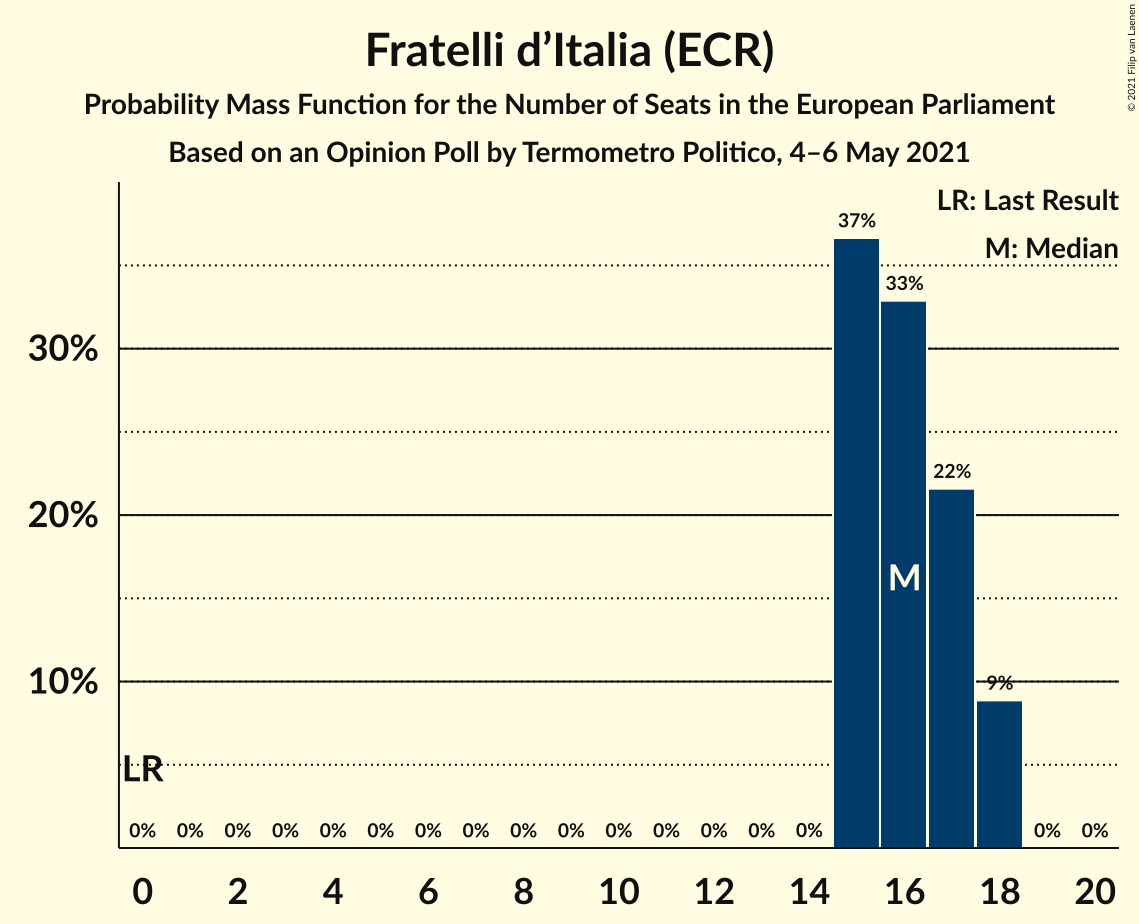 Fratelli d’Italia (ECR)
Probability Mass Function for the Number of Seats in the European Parliament
Based on an Opinion Poll by Termometro Politico, 4–6 May 2021
© 2021 Filip van Laenen
LR: Last Result
M: Median
37%
33%
30%
22%
20%
M
10%
9%
LR
0% 0% 0% 0% 0% 0% 0% 0% 0% 0% 0% 0% 0% 0% 0% 0% 0%
0 2 4 6 8 10 12 14 16 18 20